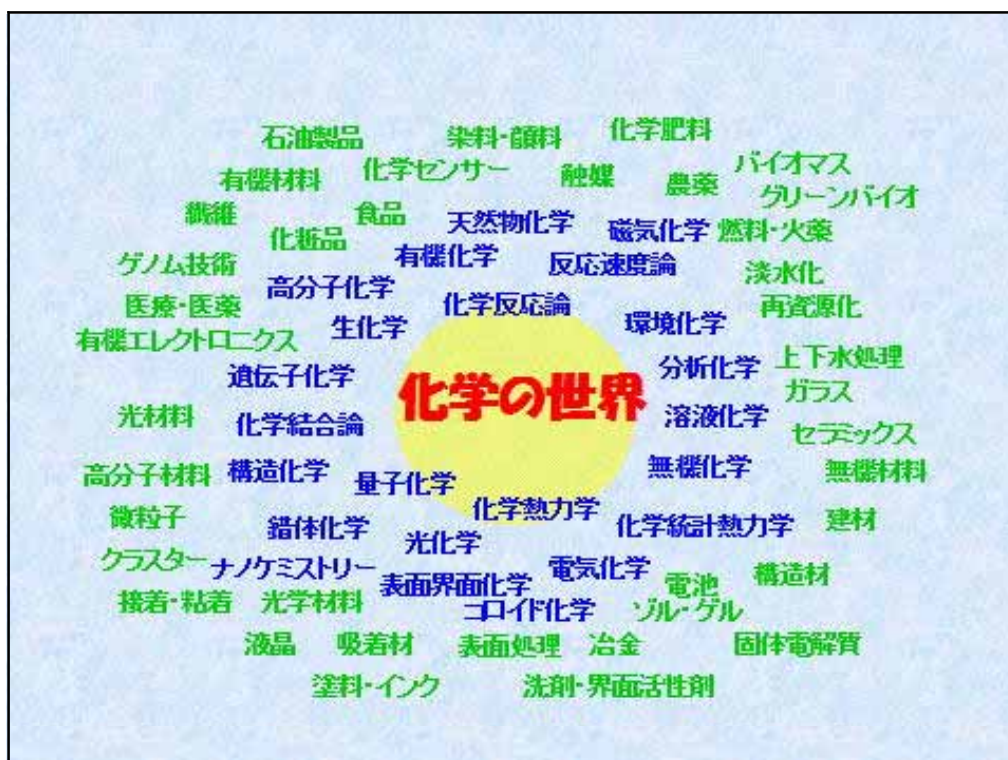 石油製品
染料・顔料
化学肥料
有機材料
化学センサー
触媒
農薬
バイオマス
グリーンバイオ
繊維
食品
天然物化学
磁気化学
燃料・火薬
化粧品
有機化学
反応速度論
ゲノム技術
高分子化学
淡水化
医療・医薬
生化学
化学反応論
環境化学
再資源化
有機エレクトロニクス
遺伝子化学
化学の世界
分析化学
上下水処理
ガラス
光材料
化学結合論
溶液化学
セラミックス
高分子材料
構造化学
量子化学
無機化学
無機材料
微粒子
錯体化学
光化学
化学熱力学
化学統計熱力学
建材
クラスター
ナノケミストリー
表面界面化学
電気化学
電池
構造材
接着・粘着
光学材料
コロイド化学
ゾル・ゲル
液晶
吸着材
表面処理
冶金
固体電解質
塗料・インク
洗剤・界面活性剤